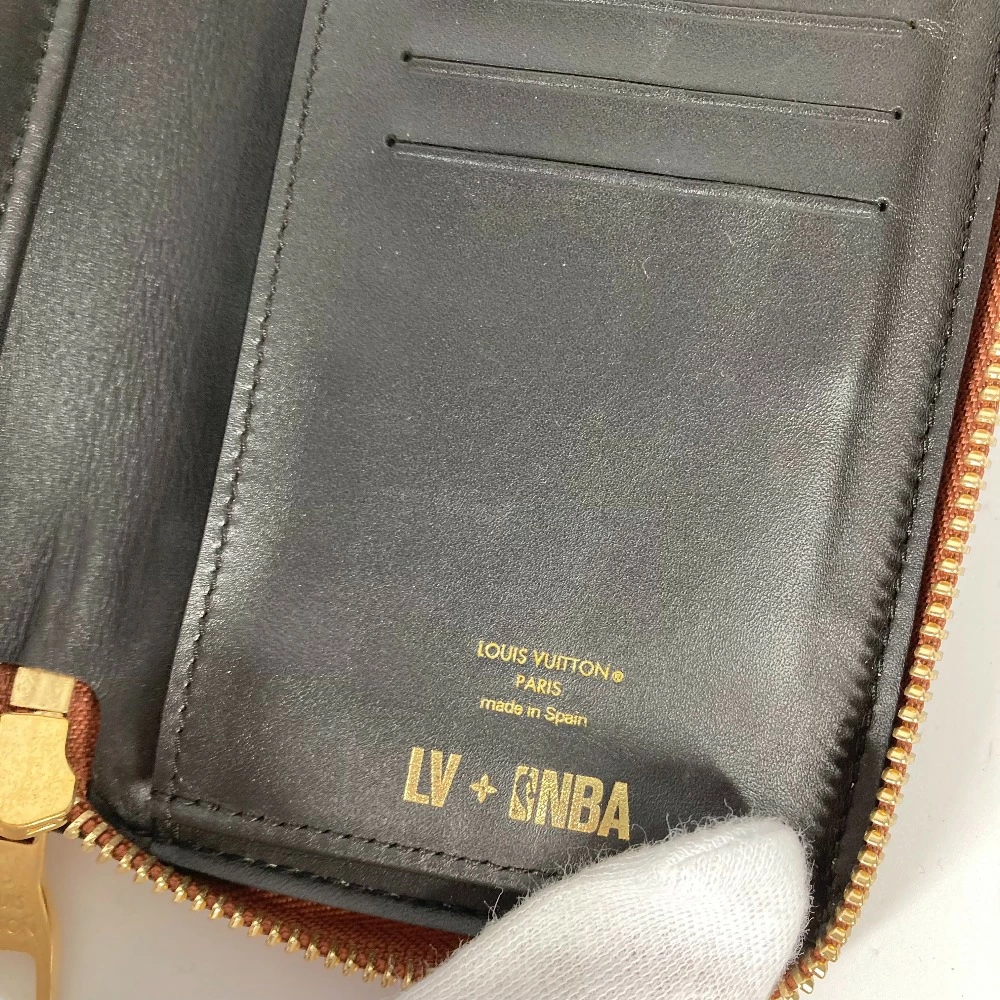 LOUIS VUITTON®
PARIS
made in Spain
LV + NBA